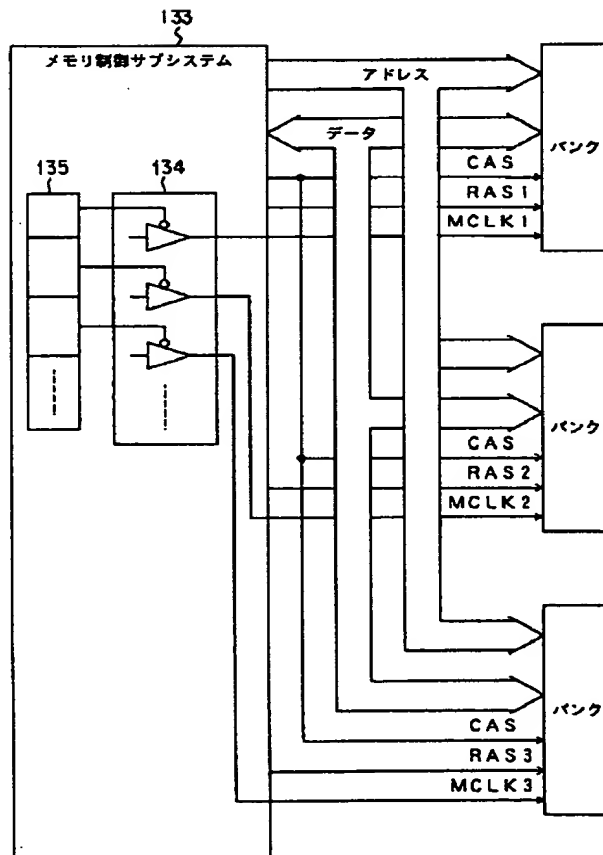 133
メモリ制御サブシステム
アドレス
データ
135
134
CAS
RAS1
MCLK1
バンク
CAS
RAS2
MCLK2
バンク
CAS
RAS3
MCLK3
バンク